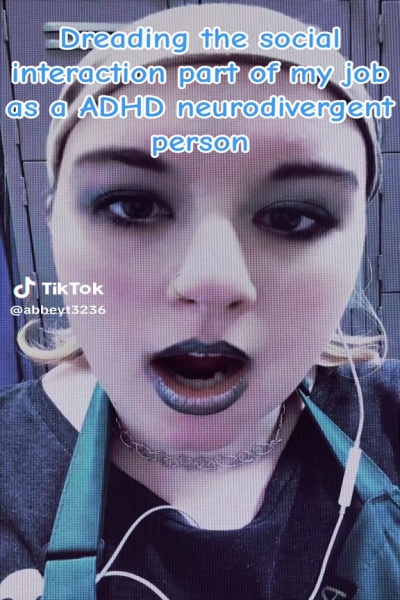 Dreading the social
interaction part of my job
as a ADHD neurodivergent
person
TikTok
@abbeyt3236